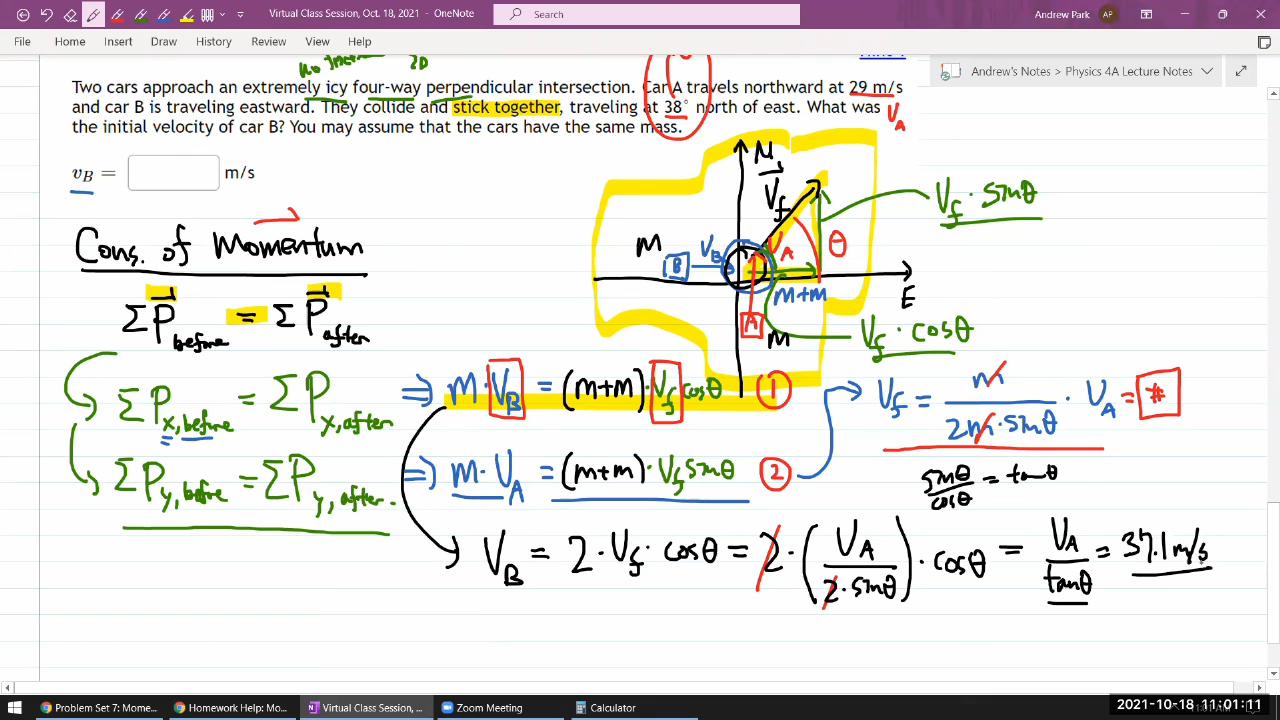 Virtual Class Session, Oct. 18, 2021 - OneNote
Search
Andrew Park
AP
File Home Insert Draw History Review View Help
2D
Two cars approach an extremely icy four-way perpendicular intersection. Car A travels northward at 29 m/s
and car B is traveling eastward. They collide and stick together, traveling at 38° north of east. What was
the initial velocity of car B? You may assume that the cars have the same mass.
V_A
Andrew's Notes > Physics 4A Lecture Notes
v_B = m/s
N
V_f
V_f · sinθ
Cons. of Momentum
M
B
V_B
V_A
θ
m+m
E
A
M
V_f · cosθ
ΣP_before = ΣP_after
ΣP_x,before = ΣP_x,after ⇒ m·V_B = (m+m)·V_f cosθ ①
V_f = m / 2m·sinθ · V_A = #
ΣP_y,before = ΣP_y,after. ⇒ m·V_A = (m+m)·V_f sinθ ②
sinθ / cosθ = tanθ
V_B = 2·V_f·cosθ = 2·(V_A / 2·sinθ)·cosθ = V_A / tanθ = 37.1 m/s
Problem Set 7: Mome...
Homework Help: Mo...
Virtual Class Session...
Zoom Meeting
Calculator
2021-10-18 11:01:11